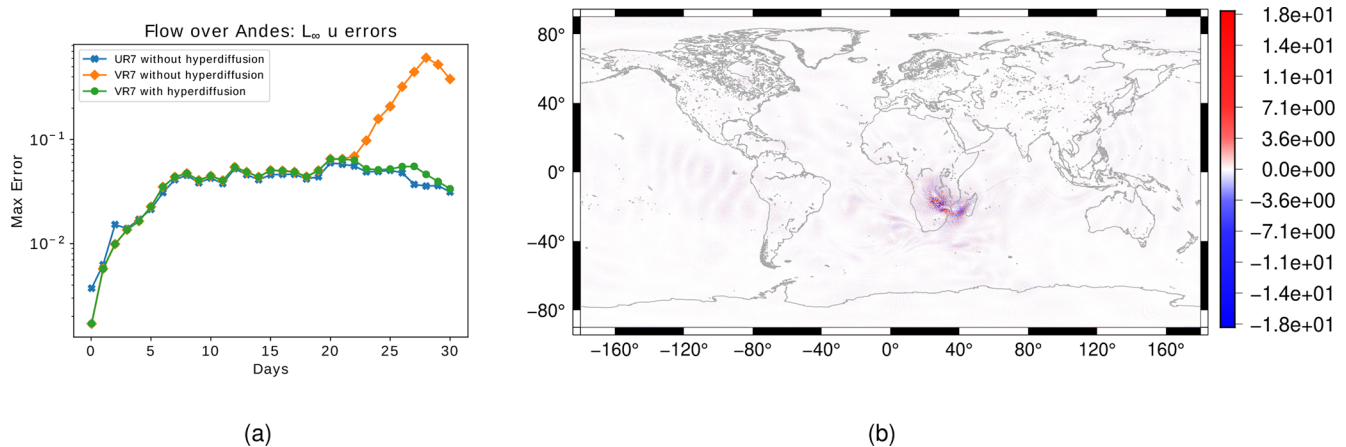 Flow over Andes: L∞ u errors
UR7 without hyperdiffusion
VR7 without hyperdiffusion
VR7 with hyperdiffusion
10⁻¹
10⁻²
Max Error
0 5 10 15 20 25 30
Days
(a)
80°
40°
0°
−40°
−80°
−160° −120° −80° −40° 0° 40° 80° 120° 160°
1.8e+01
1.4e+01
1.1e+01
7.1e+00
3.6e+00
0.0e+00
−3.6e+00
−7.1e+00
−1.1e+01
−1.4e+01
−1.8e+01
(b)